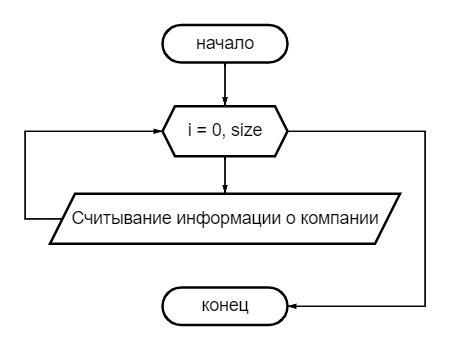 начало
i = 0, size
Считывание информации о компании
конец